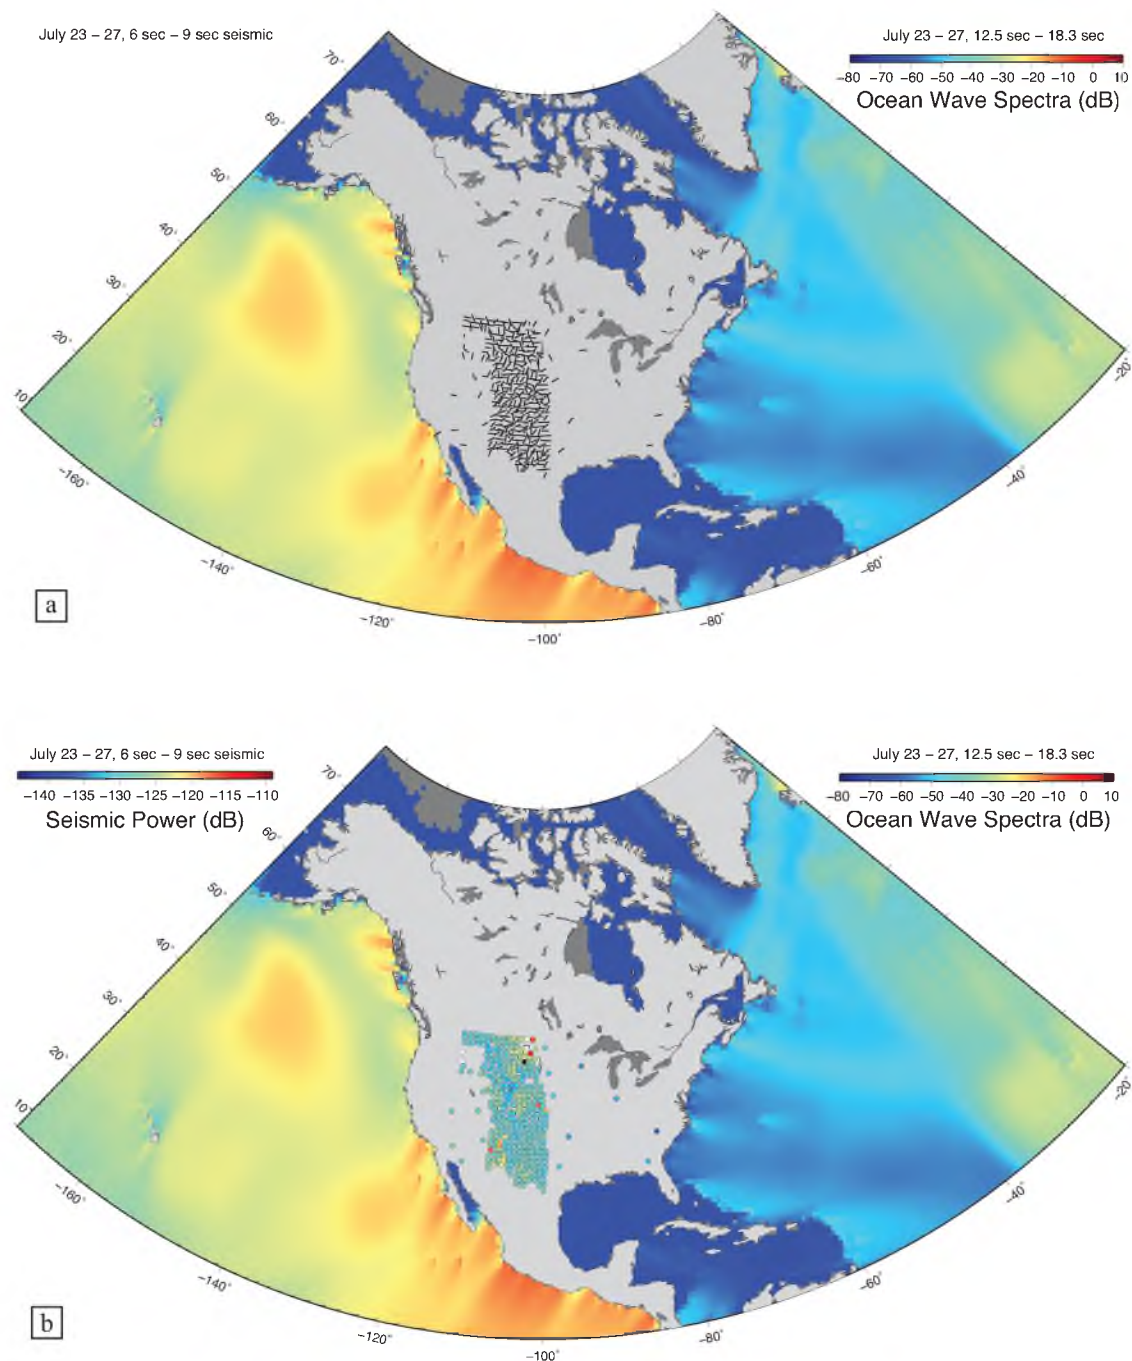 July 23 – 27, 6 sec – 9 sec seismic
July 23 – 27, 12.5 sec – 18.3 sec
−80 −70 −60 −50 −40 −30 −20 −10 0 10
Ocean Wave Spectra (dB)
70°
60°
50°
40°
30°
20°
10°
−160°
−140°
−120°
−100°
−80°
−60°
−40°
−20°
a
July 23 – 27, 6 sec – 9 sec seismic
−140 −135 −130 −125 −120 −115 −110
Seismic Power (dB)
July 23 – 27, 12.5 sec – 18.3 sec
−80 −70 −60 −50 −40 −30 −20 −10 0 10
Ocean Wave Spectra (dB)
70°
60°
50°
40°
30°
20°
10°
−160°
−140°
−120°
−100°
−80°
−60°
−40°
−20°
b